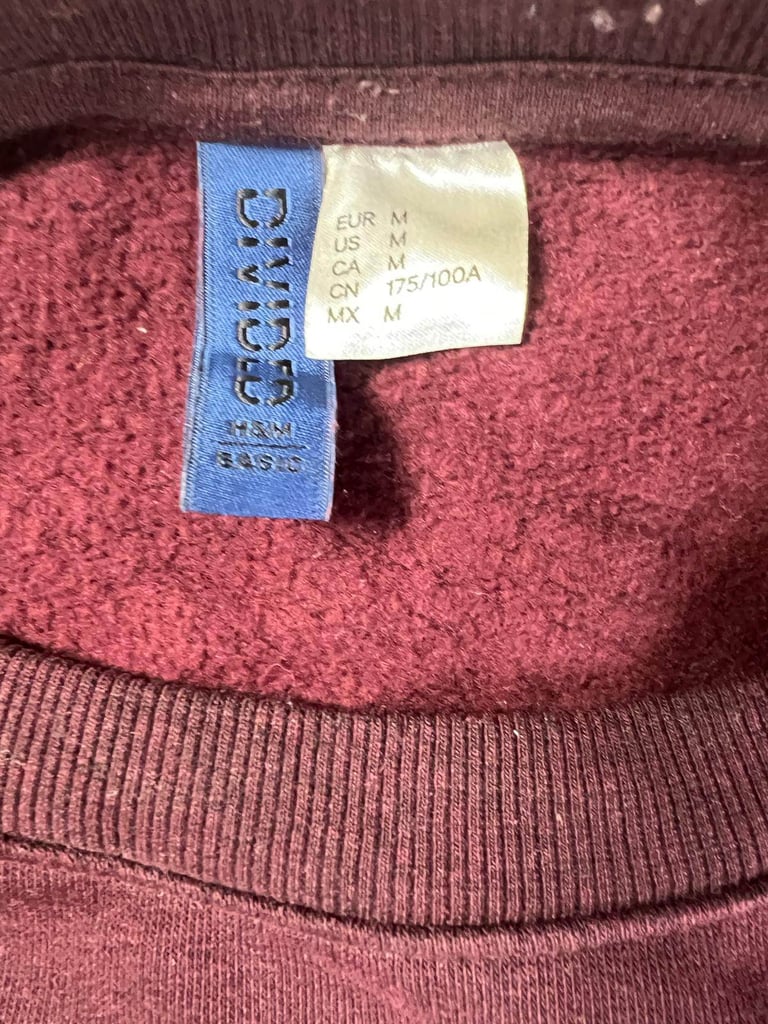 DIVIDED
H&M
BASIC
EUR M
US M
CA M
CN 175/100A
MX M